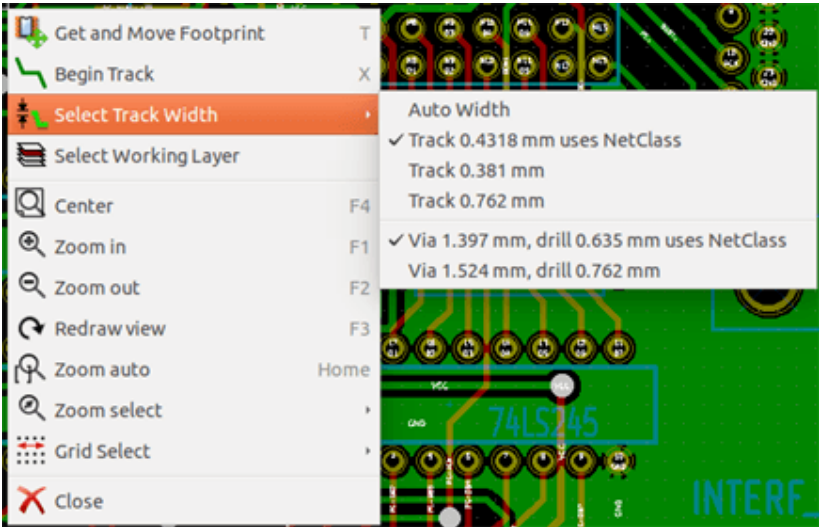 Get and Move Footprint T
Begin Track X
Select Track Width
Select Working Layer
Center F4
Zoom in F1
Zoom out F2
Redraw view F3
Zoom auto Home
Zoom select
Grid Select
Close
Auto Width
Track 0.4318 mm uses NetClass
Track 0.381 mm
Track 0.762 mm
Via 1.397 mm, drill 0.635 mm uses NetClass
Via 1.524 mm, drill 0.762 mm
VCC
VCC
GND
74LS245
VCC
GND
INTERF_